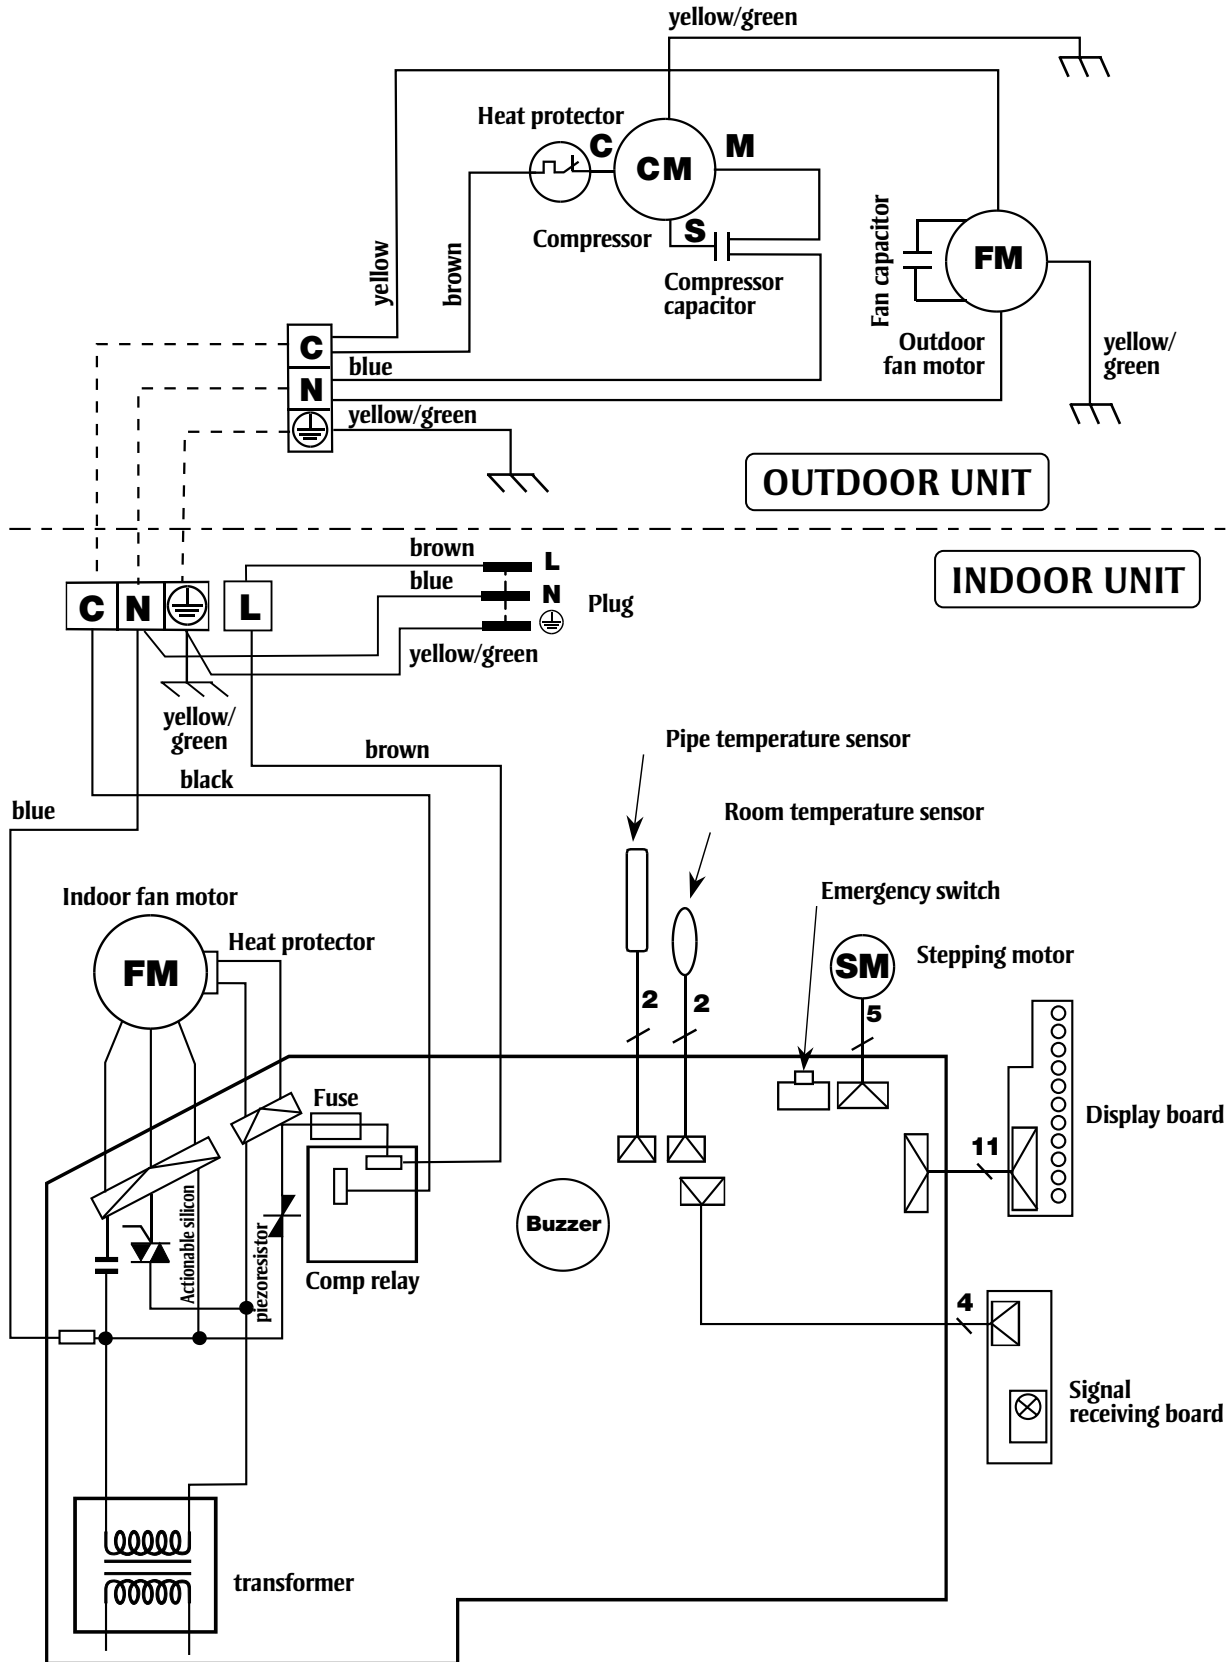 yellow/green
Heat protector
C
CM
M
S
Compressor
Compressor
capacitor
yellow
brown
Fan capacitor
FM
Outdoor
fan motor
yellow/
green
C
blue
N
yellow/green
OUTDOOR UNIT
INDOOR UNIT
brown
L
blue
N
Plug
yellow/green
C
N
L
yellow/
green
brown
black
blue
Pipe temperature sensor
Room temperature sensor
Emergency switch
Indoor fan motor
Heat protector
FM
SM
Stepping motor
2
2
5
Fuse
Display board
11
Actionable silicon
piezoresistor
Buzzer
Comp relay
4
Signal
receiving board
transformer